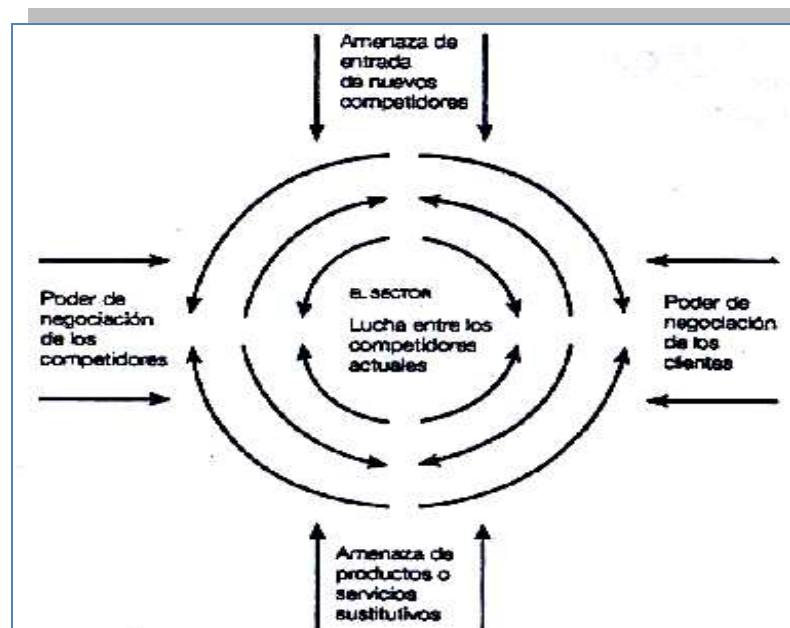 Amenaza de
entrada
de nuevos
competidores
Poder de
negociación
de los
competidores
EL SECTOR
Lucha entre los
competidores
actuales
Poder de
negociación
de los
clientes
Amenaza de
productos o
servicios
sustitutivos